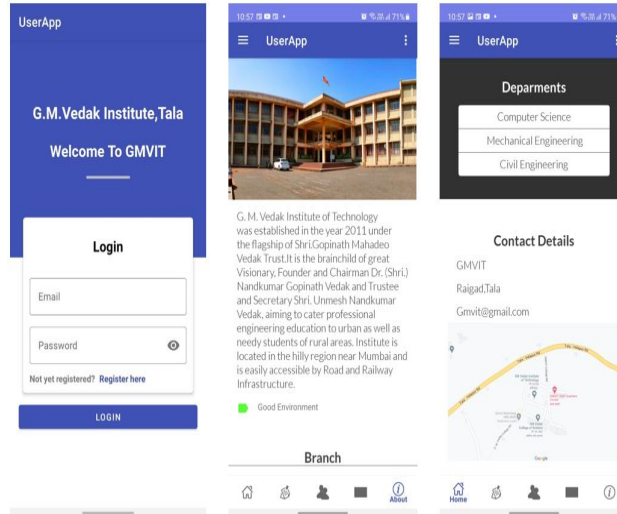 UserApp
G.M.Vedak Institute,Tala
Welcome To GMVIT
Login
Email
Password
Not yet registered? Register here
LOGIN
10:57
71%
UserApp
G. M. Vedak Institute of Technology
was established in the year 2011 under
the flagship of Shri.Gopinath Mahadeo
Vedak Trust.It is the brainchild of great
Visionary, Founder and Chairman Dr. (Shri.)
Nandkumar Gopinath Vedak and Trustee
and Secretary Shri. Unmesh Nandkumar
Vedak, aiming to cater professional
engineering education to urban as well as
needy students of rural areas. Institute is
located in the hilly region near Mumbai and
is easily accessible by Road and Railway
Infrastructure.
Good Environment
Branch
About
10:57
71%
UserApp
Deparments
Computer Science
Mechanical Engineering
Civil Engineering
Contact Details
GMVIT
Raigad,Tala
Gmvit@gmail.com
Google
Home